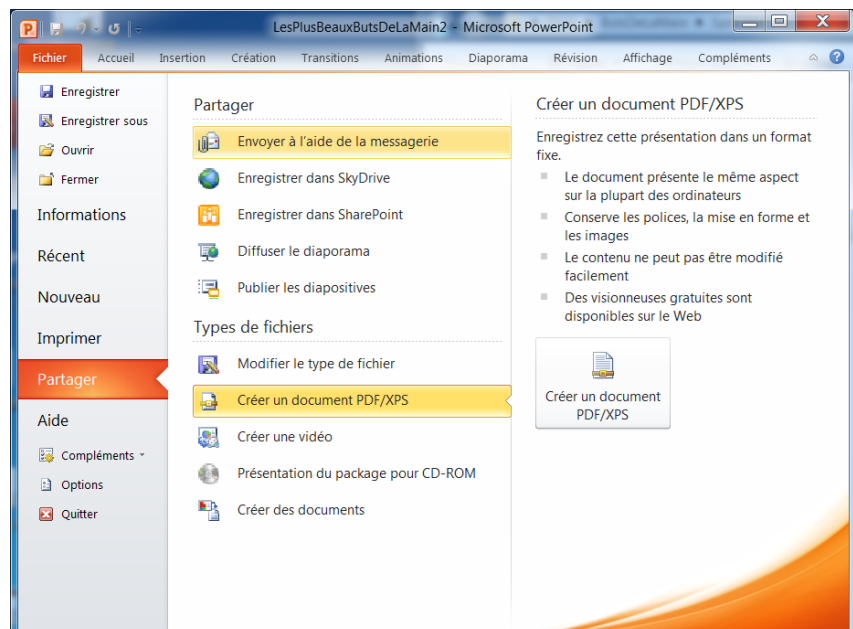 LesPlusBeauxButsDeLaMain2 - Microsoft PowerPoint
Fichier Accueil Insertion Création Transitions Animations Diaporama Révision Affichage Compléments
Enregistrer
Enregistrer sous
Ouvrir
Fermer
Informations
Récent
Nouveau
Imprimer
Partager
Aide
Compléments
Options
Quitter
Partager
Envoyer à l'aide de la messagerie
Enregistrer dans SkyDrive
Enregistrer dans SharePoint
Diffuser le diaporama
Publier les diapositives
Types de fichiers
Modifier le type de fichier
Créer un document PDF/XPS
Créer une vidéo
Présentation du package pour CD-ROM
Créer des documents
Créer un document PDF/XPS
Enregistrez cette présentation dans un format
fixe.
Le document présente le même aspect
sur la plupart des ordinateurs
Conserve les polices, la mise en forme et
les images
Le contenu ne peut pas être modifié
facilement
Des visionneuses gratuites sont
disponibles sur le Web
Créer un document
PDF/XPS